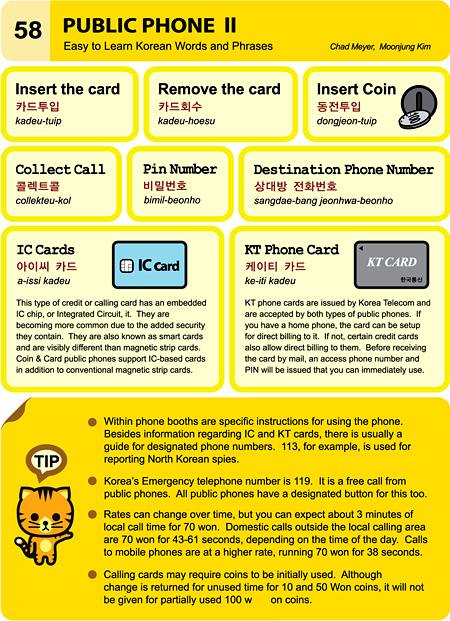 58 PUBLIC PHONE II
Easy to Learn Korean Words and Phrases
Chad Meyer, Moonjung Kim
Insert the card
카드투입
kadeu-tuip
Remove the card
카드회수
kadeu-hoesu
Insert Coin
동전투입
dongjeon-tuip
Collect Call
콜렉트콜
collekteu-kol
Pin Number
비밀번호
bimil-beonho
Destination Phone Number
상대방 전화번호
sangdae-bang jeonhwa-beonho
IC Cards
아이씨 카드
a-issi kadeu
IC Card
This type of credit or calling card has an embedded
IC chip, or Integrated Circuit, it. They are
becoming more common due to the added security
they contain. They are also known as smart cards
and are visibly different than magnetic strip cards.
Coin & Card public phones support IC-based cards
in addition to conventional magnetic strip cards.
KT Phone Card
케이티 카드
ke-iti kadeu
KT CARD
한국통신
KT phone cards are issued by Korea Telecom and
are accepted by both types of public phones. If
you have a home phone, the card can be setup
for direct billing to it. If not, certain credit cards
also allow direct billing to them. Before receiving
the card by mail, an access phone number and
PIN will be issued that you can immediately use.
TIP
Within phone booths are specific instructions for using the phone.
Besides information regarding IC and KT cards, there is usually a
guide for designated phone numbers. 113, for example, is used for
reporting North Korean spies.
Korea's Emergency telephone number is 119. It is a free call from
public phones. All public phones have a designated button for this too.
Rates can change over time, but you can expect about 3 minutes of
local call time for 70 won. Domestic calls outside the local calling area
are 70 won for 43-61 seconds, depending on the time of the day. Calls
to mobile phones are at a higher rate, running 70 won for 38 seconds.
Calling cards may require coins to be initially used. Although
change is returned for unused time for 10 and 50 Won coins, it will not
be given for partially used 100 w on coins.